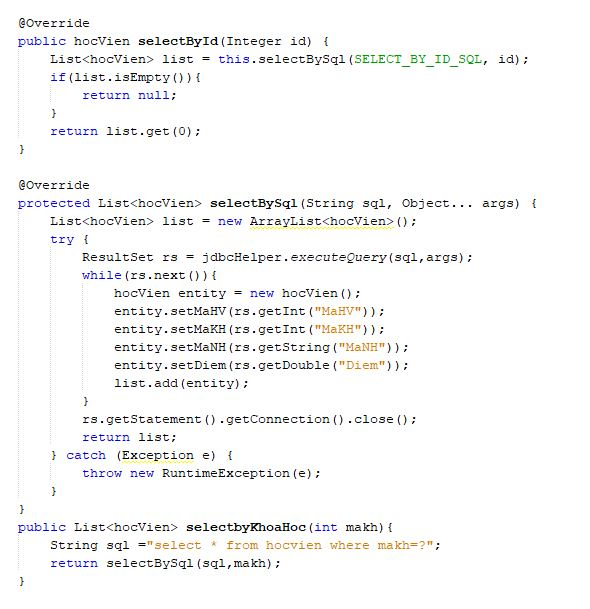 @Override
public hocVien selectById(Integer id) {
    List<hocVien> list = this.selectBySql(SELECT_BY_ID_SQL, id);
    if(list.isEmpty()){
        return null;
    }
    return list.get(0);
}

@Override
protected List<hocVien> selectBySql(String sql, Object... args) {
    List<hocVien> list = new ArrayList<hocVien>();
    try {
        ResultSet rs = jdbcHelper.executeQuery(sql,args);
        while(rs.next()){
            hocVien entity = new hocVien();
            entity.setMaHV(rs.getInt("MaHV"));
            entity.setMaKH(rs.getInt("MaKH"));
            entity.setMaNH(rs.getString("MaNH"));
            entity.setDiem(rs.getDouble("Diem"));
            list.add(entity);
        }
        rs.getStatement().getConnection().close();
        return list;
    } catch (Exception e) {
        throw new RuntimeException(e);
    }
}
public List<hocVien> selectbyKhoaHoc(int makh){
    String sql ="select * from hocvien where makh=?";
    return selectBySql(sql,makh);
}